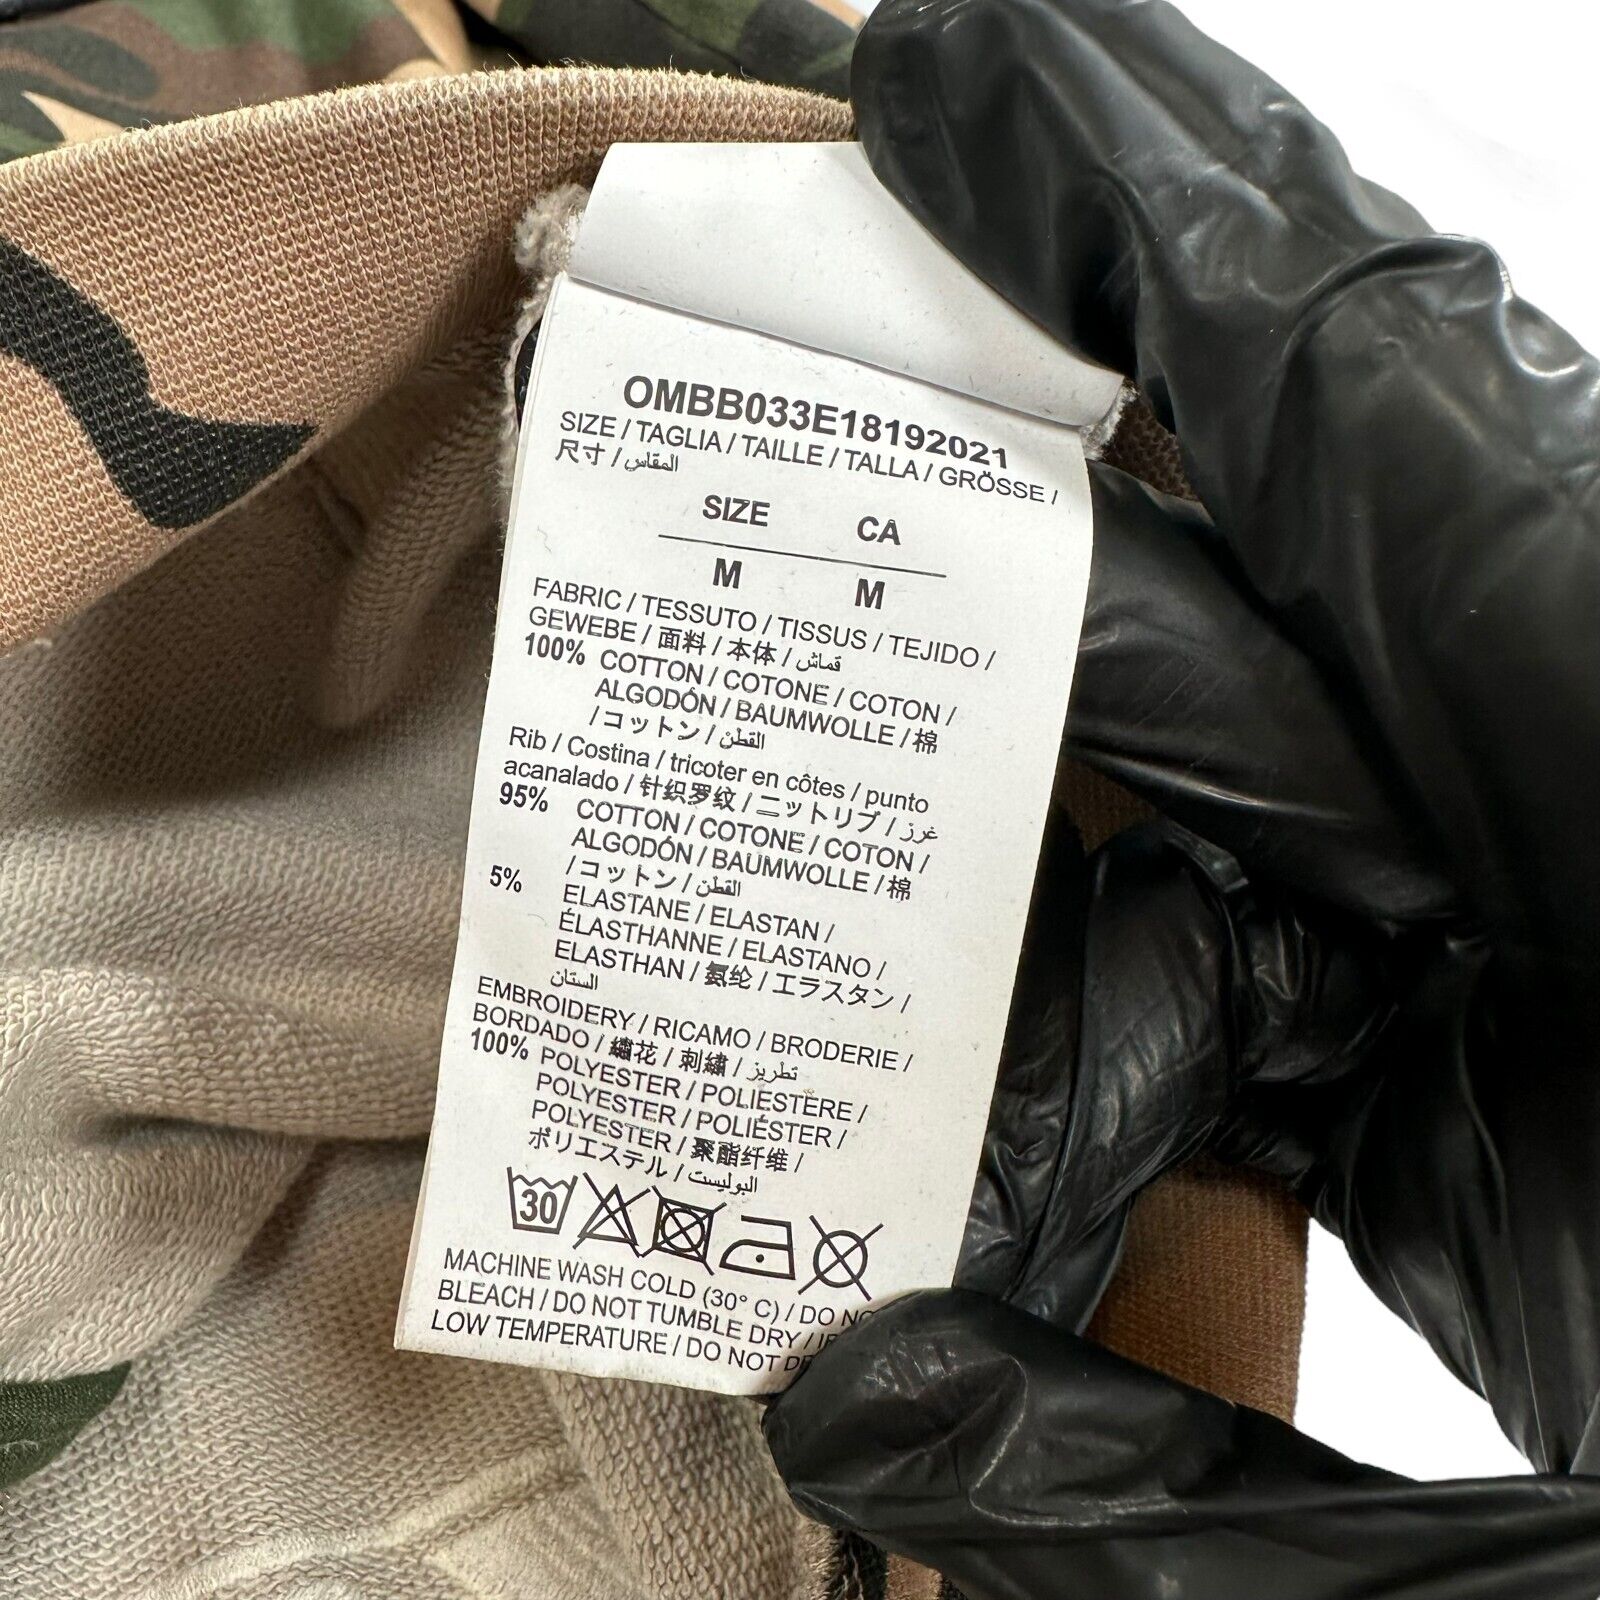 OMBB033E18192021
SIZE / TAGLIA / TAILLE / TALLA / GRÖSSE /
尺寸 / المقاس
SIZE CA
M M
FABRIC / TESSUTO / TISSUS / TEJIDO /
GEWEBE / 面料 / 本体 / قماش
100% COTTON / COTONE / COTON /
ALGODÓN / BAUMWOLLE / 棉
/ コットン / القطن
Rib / Costina / tricoter en côtes / punto
acanalado / 针织罗纹 / ニットリブ / غرز
95% COTTON / COTONE / COTON /
ALGODÓN / BAUMWOLLE / 棉
/ コットン / القطن
5% ELASTANE / ELASTAN /
ÉLASTHANNE / ELASTANO /
ELASTHAN / 氨纶 / エラスタン /
الستان
EMBROIDERY / RICAMO / BRODERIE /
BORDADO / 繡花 / 刺繍 / تطريز
100% POLYESTER / POLIESTERE /
POLYESTER / POLIÉSTER /
POLYESTER / 聚酯纤维 /
ポリエステル / البوليست
30
MACHINE WASH COLD (30° C) / DO
BLEACH / DO NOT TUMBLE DRY /
LOW TEMPERATURE / DO NOT